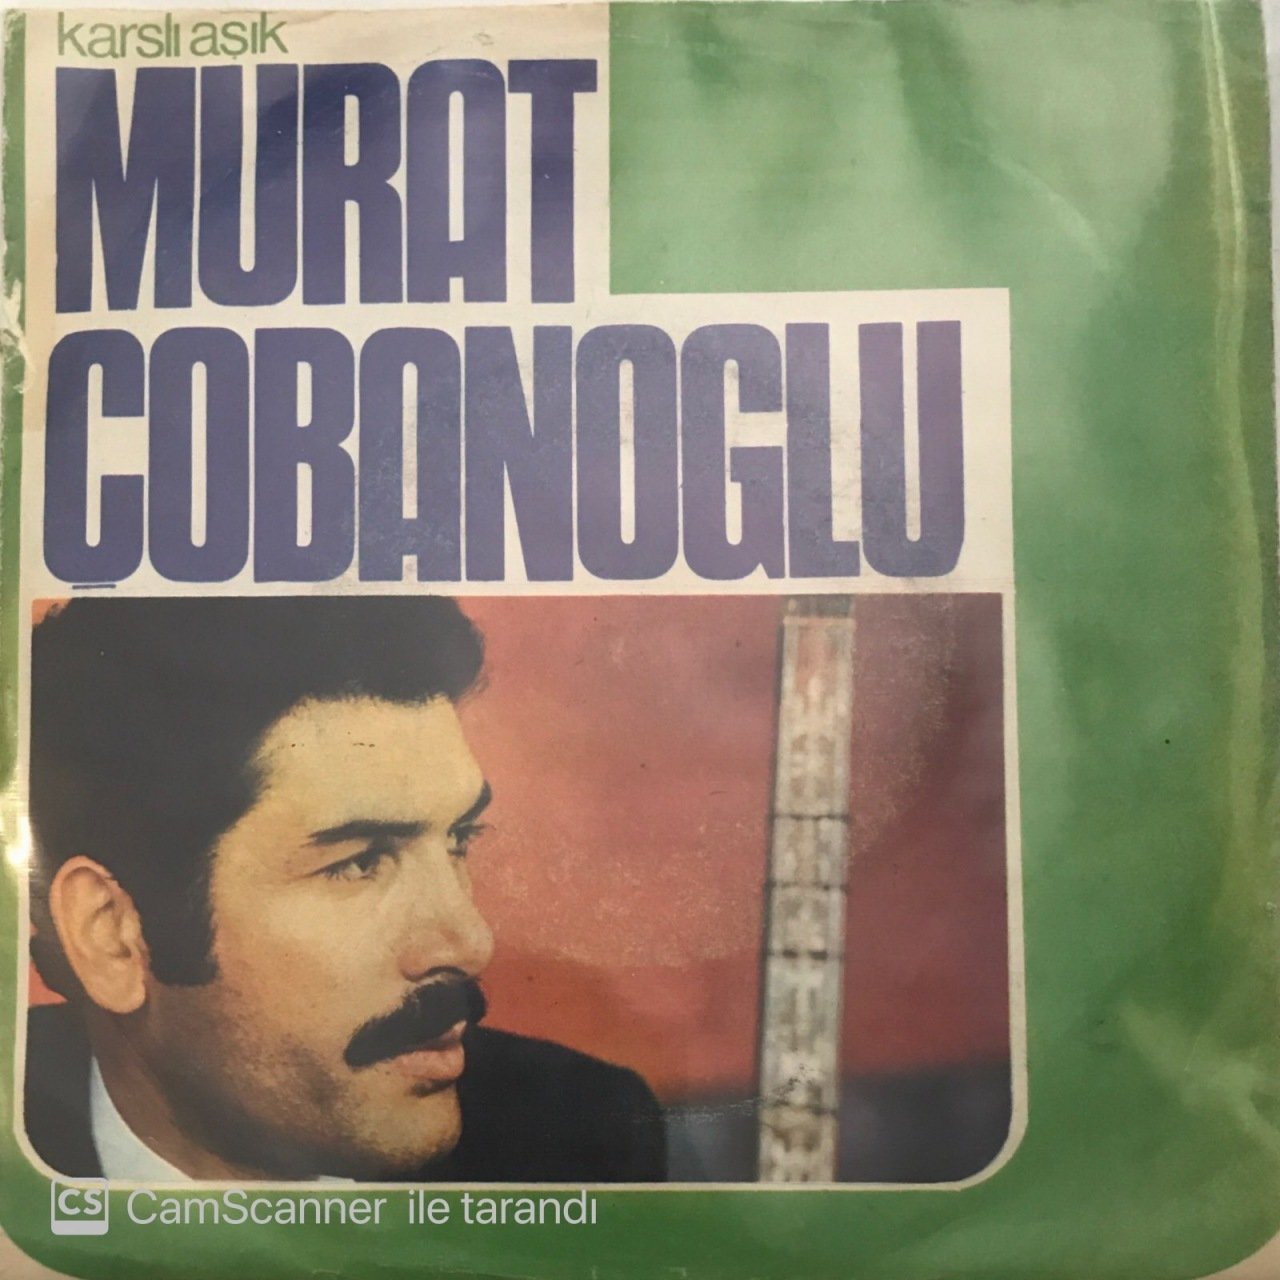 karslı aşık
MURAT
ÇOBANOGLU
CS CamScanner ile tarandı